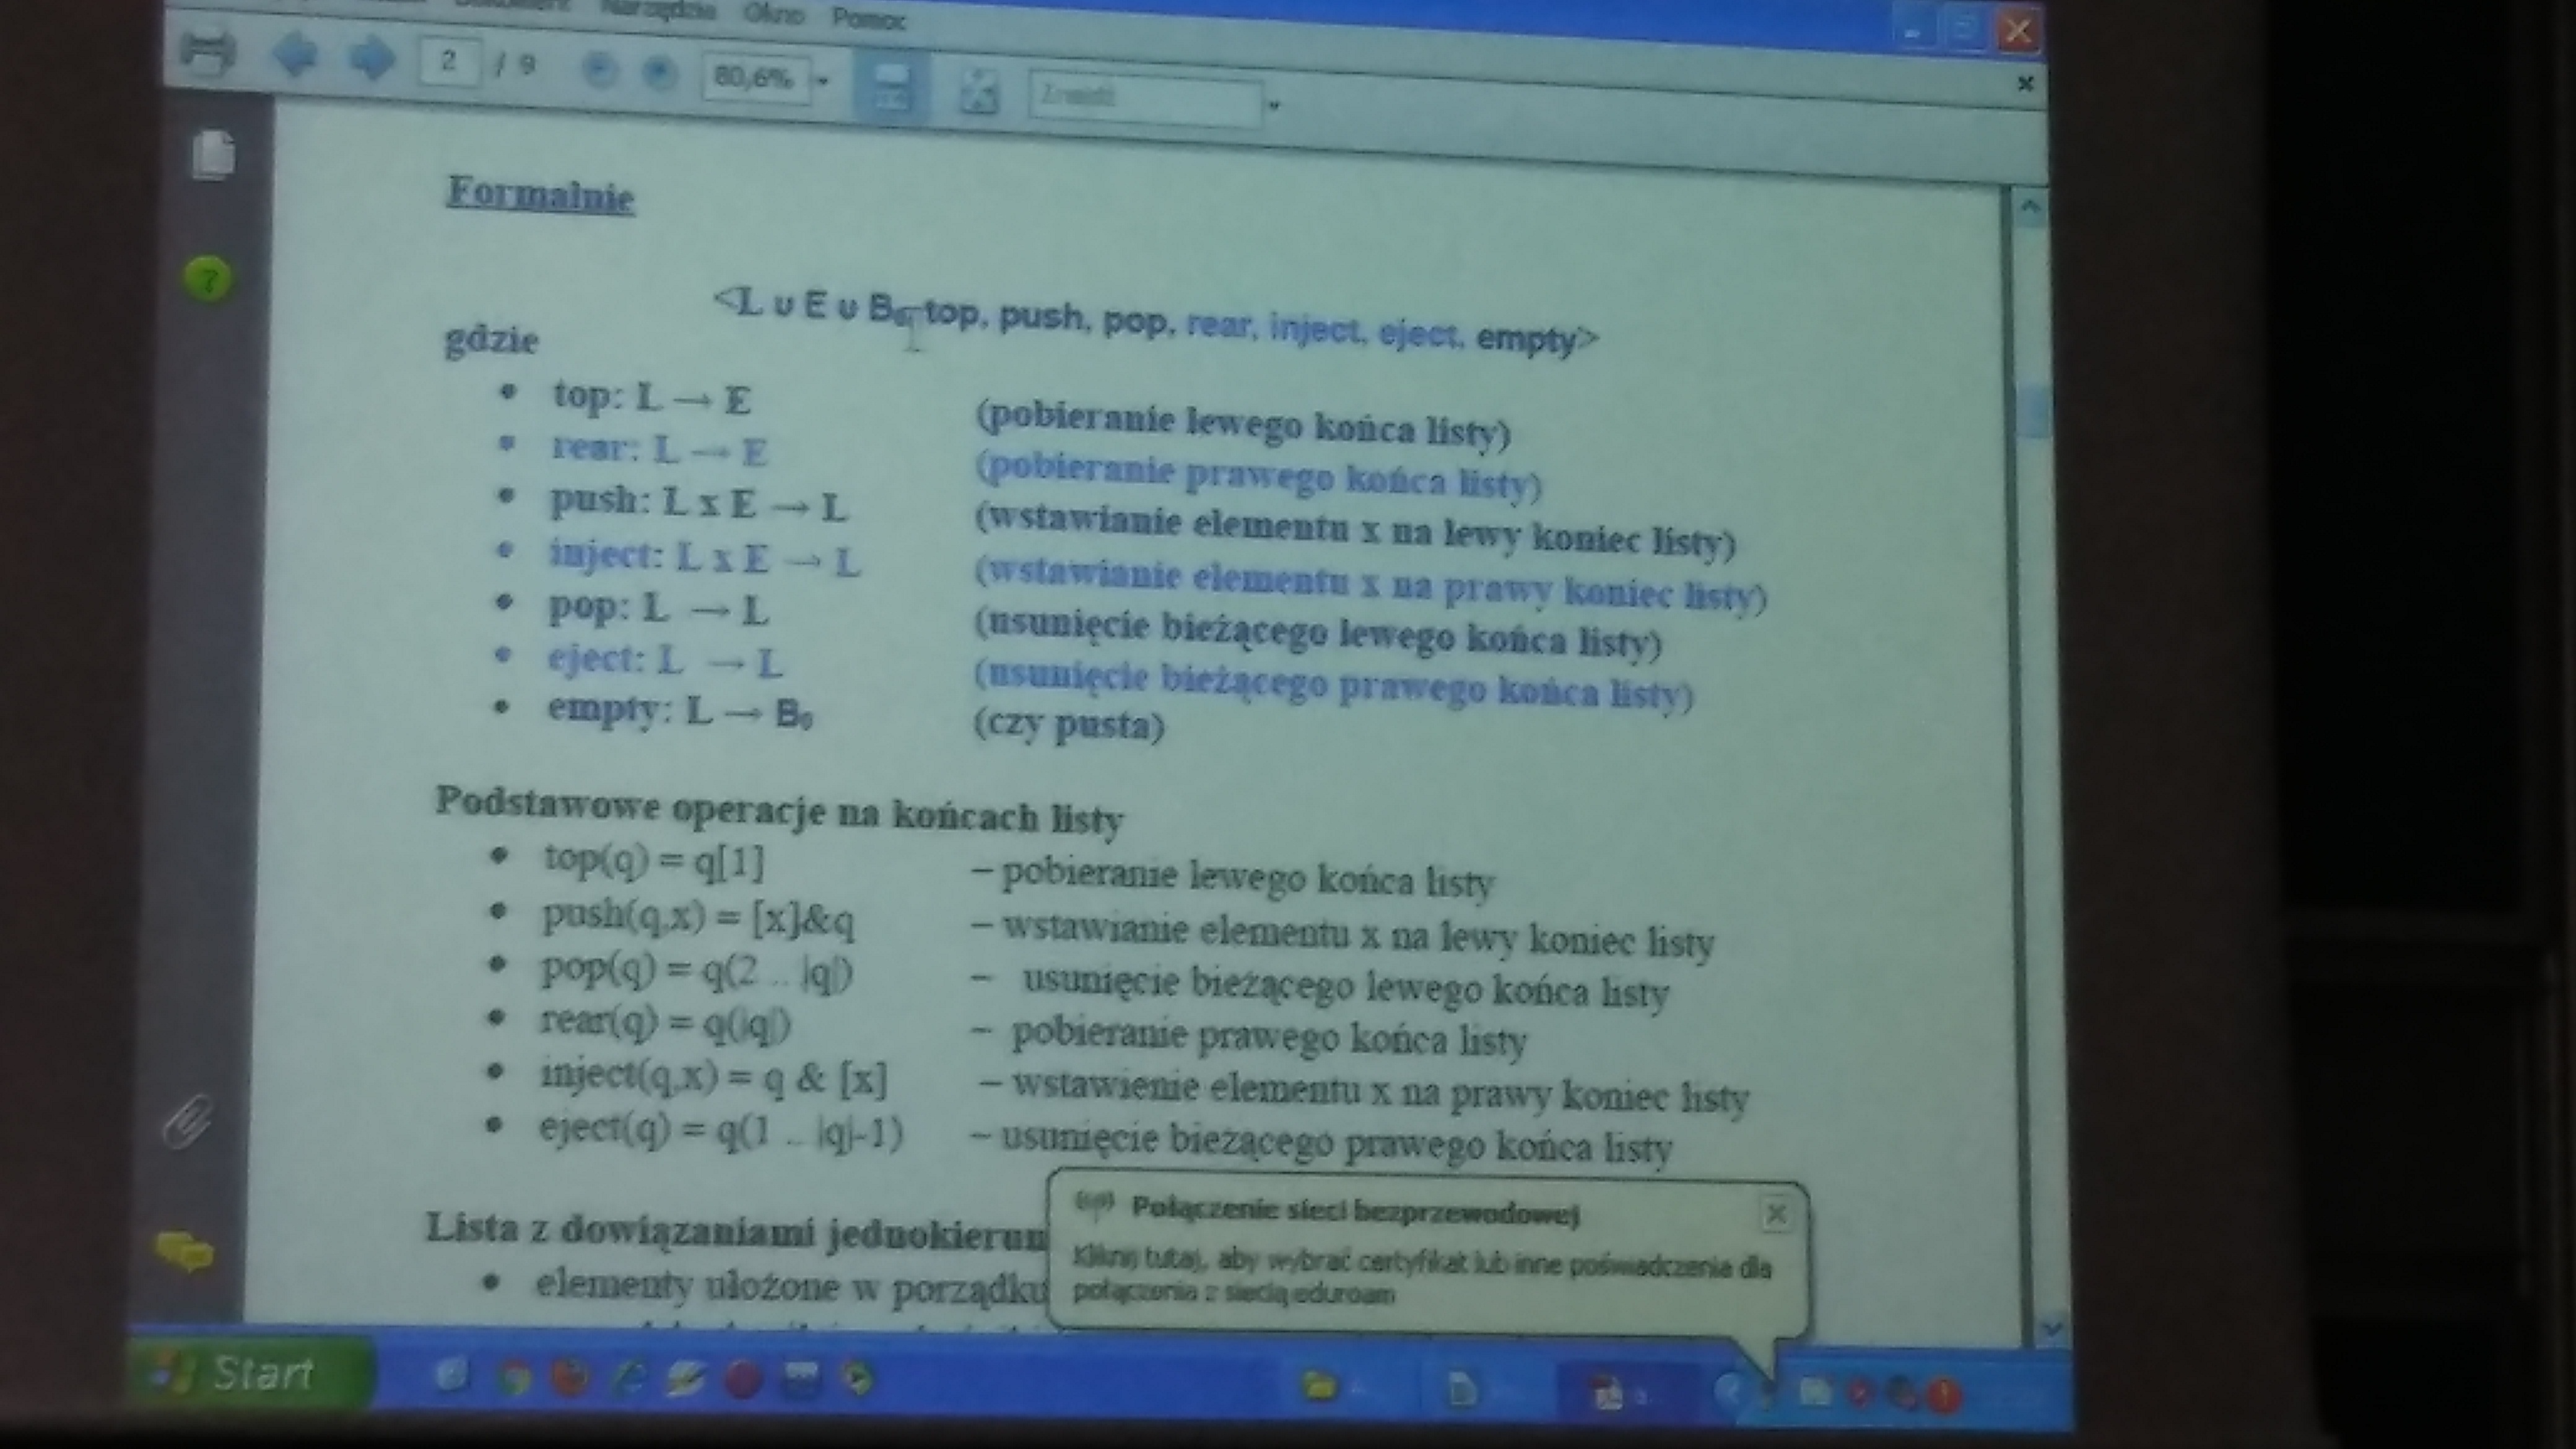 Dokument Narzędzia Okno Pomoc
2 / 9 80,6% Znajdź
Formalnie
<L υ E υ B₀, top, push, pop, rear, inject, eject, empty>
gdzie
• top: L → E (pobieranie lewego końca listy)
• rear: L → E (pobieranie prawego końca listy)
• push: L x E → L (wstawianie elementu x na lewy koniec listy)
• inject: L x E → L (wstawianie elementu x na prawy koniec listy)
• pop: L → L (usunięcie bieżącego lewego końca listy)
• eject: L → L (usunięcie bieżącego prawego końca listy)
• empty: L → B₀ (czy pusta)
Podstawowe operacje na końcach listy
• top(q) = q[1] – pobieranie lewego końca listy
• push(q,x) = [x]&q – wstawianie elementu x na lewy koniec listy
• pop(q) = q(2 .. |q|) – usunięcie bieżącego lewego końca listy
• rear(q) = q(|q|) – pobieranie prawego końca listy
• inject(q,x) = q & [x] – wstawienie elementu x na prawy koniec listy
• eject(q) = q(1 .. |q|-1) – usunięcie bieżącego prawego końca listy
Lista z dowiązaniami jednokierun
• elementy ułożone w porządku
Połączenie sieci bezprzewodowej
Kliknij tutaj, aby wybrać certyfikat lub inne poświadczenia dla
połączenia z siecią eduroam
Start